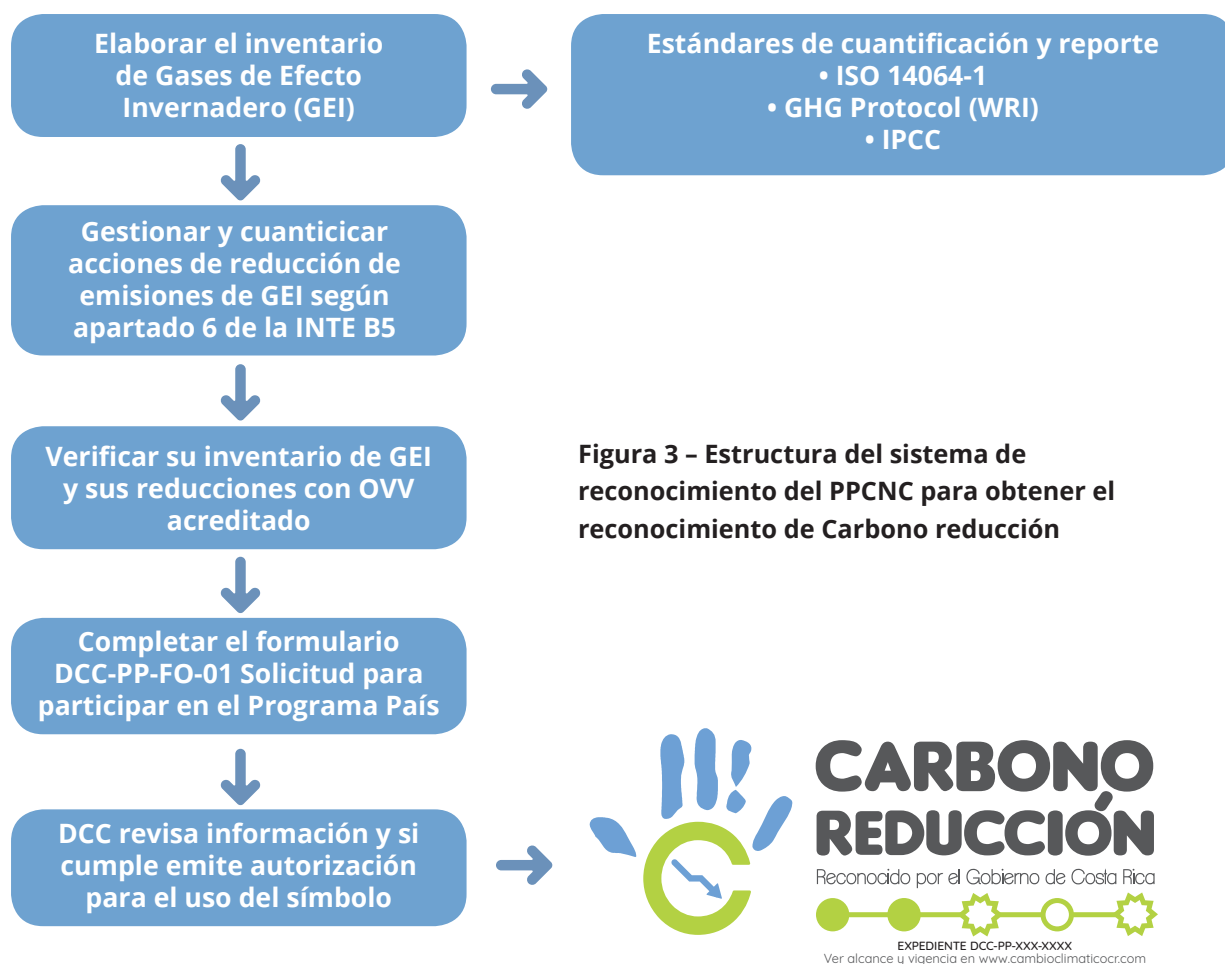 Elaborar el inventario
de Gases de Efecto
Invernadero (GEI)
Estándares de cuantificación y reporte
• ISO 14064-1
• GHG Protocol (WRI)
• IPCC
Gestionar y cuanticicar
acciones de reducción de
emisiones de GEI según
apartado 6 de la INTE B5
Verificar su inventario de GEI
y sus reducciones con OVV
acreditado
Figura 3 – Estructura del sistema de
reconocimiento del PPCNC para obtener el
reconocimiento de Carbono reducción
Completar el formulario
DCC-PP-FO-01 Solicitud para
participar en el Programa País
DCC revisa información y si
cumple emite autorización
para el uso del símbolo
CARBONO
REDUCCIÓN
Reconocido por el Gobierno de Costa Rica
EXPEDIENTE DCC-PP-XXX-XXXX
Ver alcance y vigencia en www.cambioclimaticocr.com